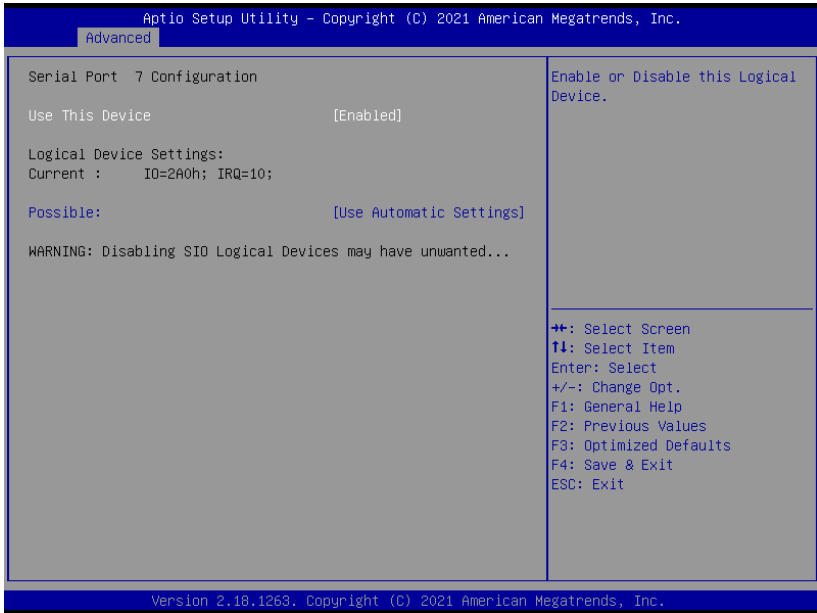 Aptio Setup Utility – Copyright (C) 2021 American Megatrends, Inc.
Advanced
Serial Port 7 Configuration
Use This Device [Enabled]
Logical Device Settings:
Current : IO=2A0h; IRQ=10;
Possible: [Use Automatic Settings]
WARNING: Disabling SIO Logical Devices may have unwanted...
Enable or Disable this Logical
Device.
→←: Select Screen
↑↓: Select Item
Enter: Select
+/-: Change Opt.
F1: General Help
F2: Previous Values
F3: Optimized Defaults
F4: Save & Exit
ESC: Exit
Version 2.18.1263. Copyright (C) 2021 American Megatrends, Inc.